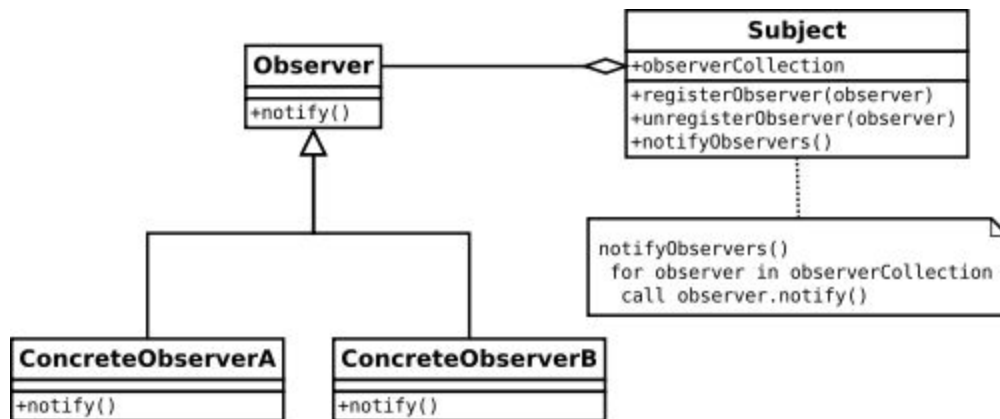 Observer
+notify()
Subject
+observerCollection
+registerObserver(observer)
+unregisterObserver(observer)
+notifyObservers()
notifyObservers()
for observer in observerCollection
call observer.notify()
ConcreteObserverA
+notify()
ConcreteObserverB
+notify()